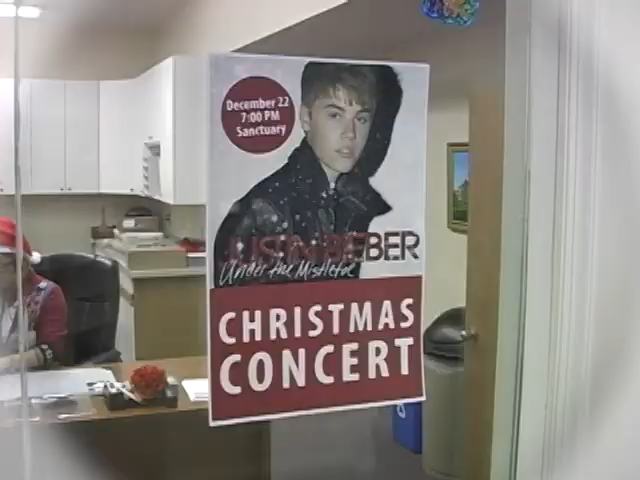 December 22
7:00 PM
Sanctuary
JUSTIN BIEBER
Under the Mistletoe
CHRISTMAS
CONCERT